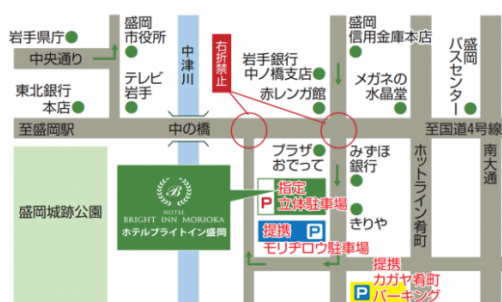 岩手県庁
盛岡
市役所
中央通り
東北銀行
本店
テレビ
岩手
中津川
右折禁止
岩手銀行
中ノ橋支店
赤レンガ館
盛岡
信用金庫本店
メガネの
水晶堂
盛岡
バスセンター
至盛岡駅
中の橋
至国道4号線
プラザ
おでって
みずほ
銀行
ホットライン肴町
南大通
盛岡城跡公園
B
HOTEL
BRIGHT INN MORIOKA
ホテルブライトイン盛岡
P
指定
立体駐車場
きりや
提携 P
モリヂロウ駐車場
提携
カガヤ肴町
パーキング
P